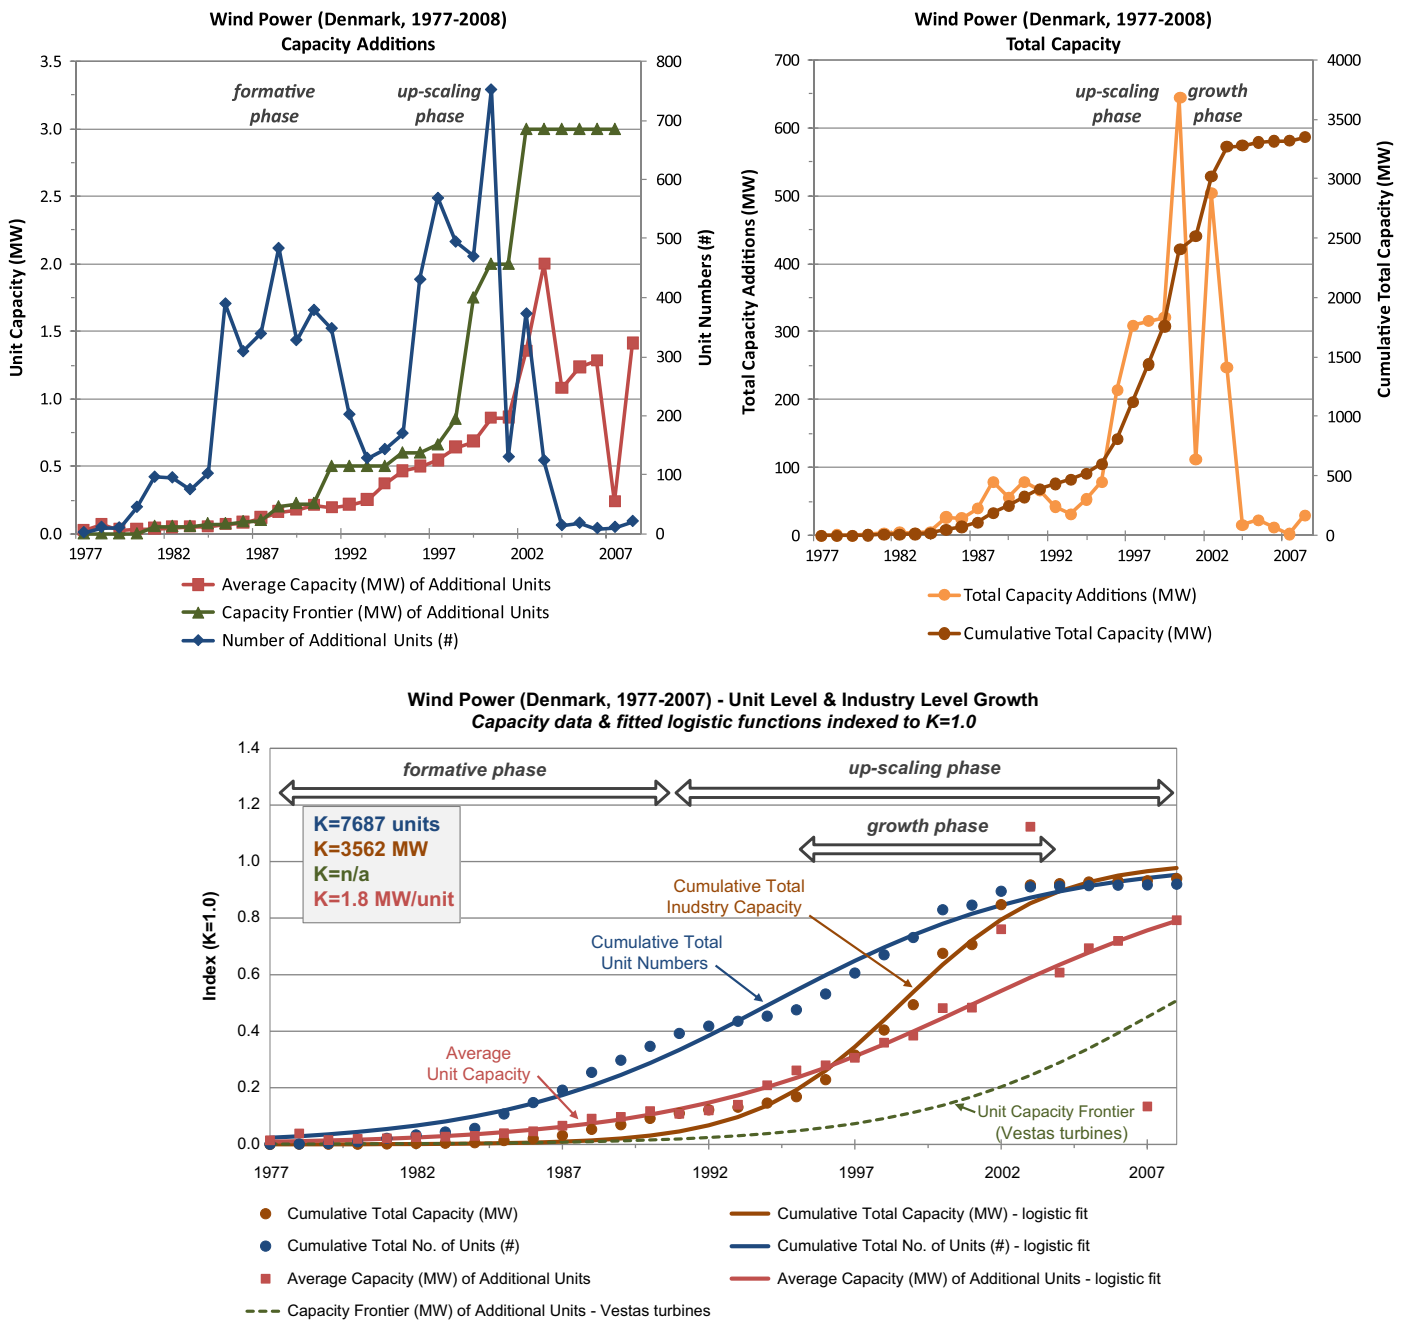 Wind Power (Denmark, 1977-2008)
Capacity Additions
3.5
3.0
2.5
2.0
1.5
1.0
0.5
0.0
Unit Capacity (MW)
formative
phase
up-scaling
phase
800
700
600
500
400
300
200
100
0
Unit Numbers (#)
1977
1982
1987
1992
1997
2002
2007
Average Capacity (MW) of Additional Units
Capacity Frontier (MW) of Additional Units
Number of Additional Units (#)
Wind Power (Denmark, 1977-2008)
Total Capacity
700
600
500
400
300
200
100
0
Total Capacity Additions (MW)
up-scaling
phase
growth
phase
4000
3500
3000
2500
2000
1500
1000
500
0
Cumulative Total Capacity (MW)
1977
1982
1987
1992
1997
2002
2007
Total Capacity Additions (MW)
Cumulative Total Capacity (MW)
Wind Power (Denmark, 1977-2007) - Unit Level & Industry Level Growth
Capacity data & fitted logistic functions indexed to K=1.0
1.4
1.2
1.0
0.8
0.6
0.4
0.2
0.0
Index (K=1.0)
formative phase
up-scaling phase
growth phase
K=7687 units
K=3562 MW
K=n/a
K=1.8 MW/unit
Cumulative Total
Inudstry Capacity
Cumulative Total
Unit Numbers
Average
Unit Capacity
Unit Capacity Frontier
(Vestas turbines)
1977
1982
1987
1992
1997
2002
2007
Cumulative Total Capacity (MW)
Cumulative Total Capacity (MW) - logistic fit
Cumulative Total No. of Units (#)
Cumulative Total No. of Units (#) - logistic fit
Average Capacity (MW) of Additional Units
Average Capacity (MW) of Additional Units - logistic fit
Capacity Frontier (MW) of Additional Units - Vestas turbines